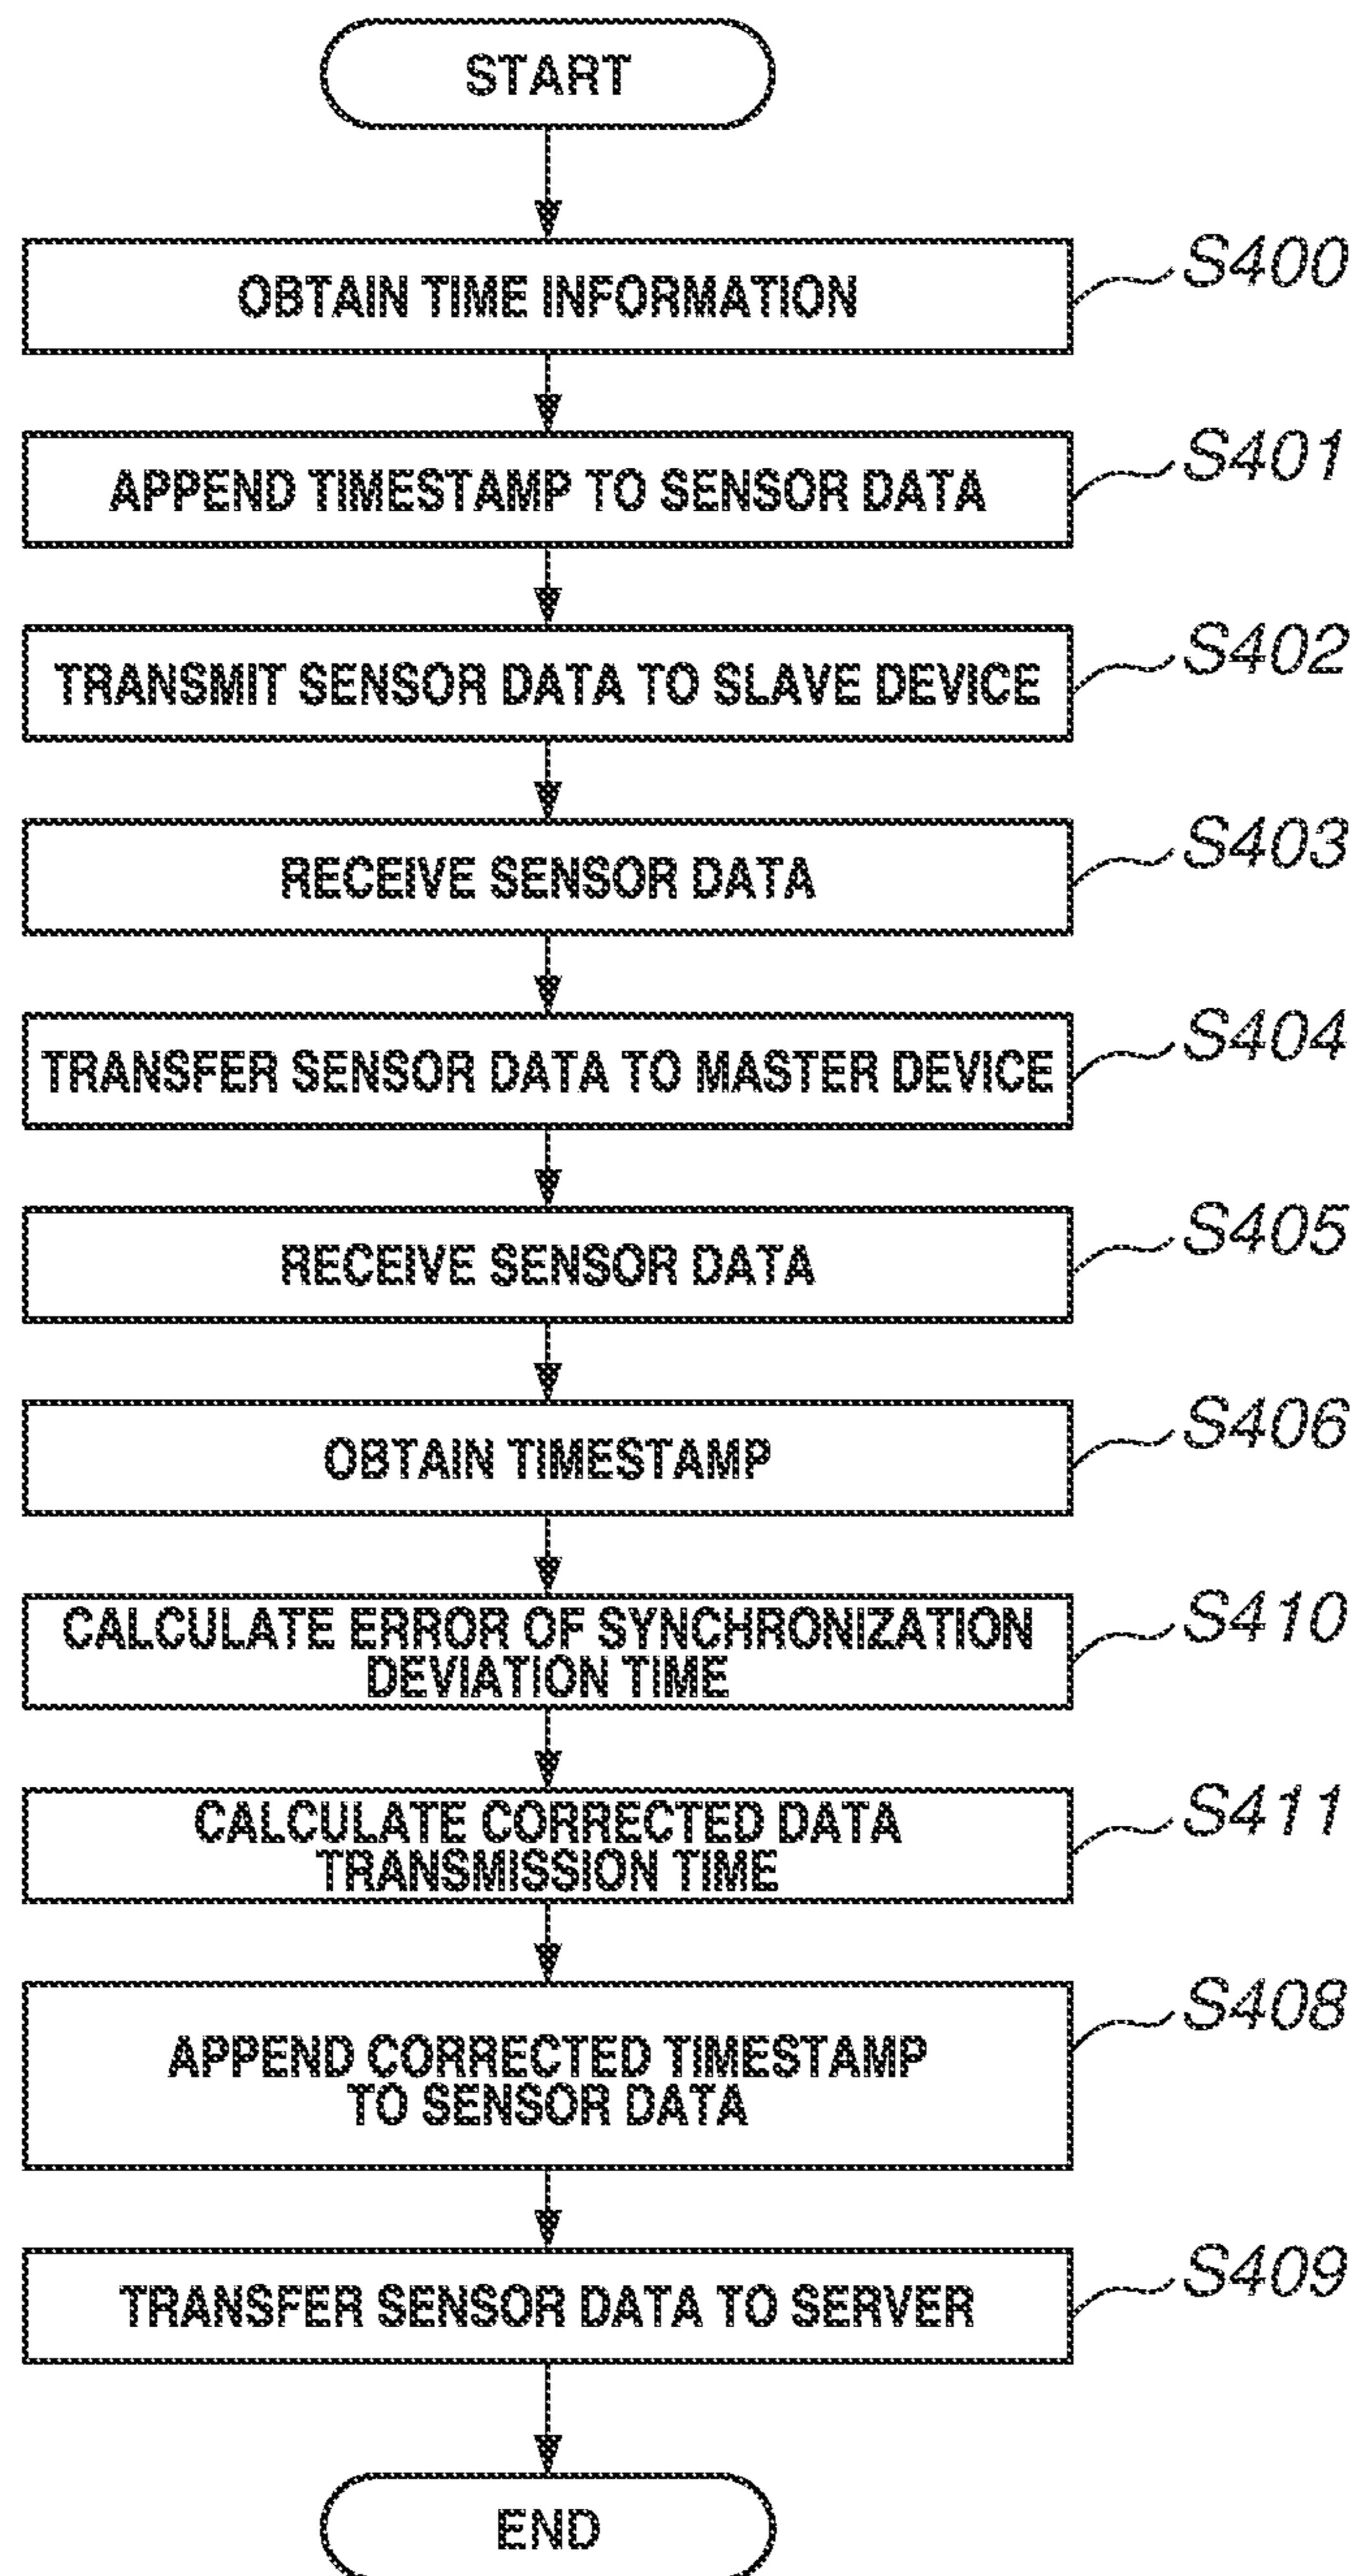 START
OBTAIN TIME INFORMATION
S400
APPEND TIMESTAMP TO SENSOR DATA
S401
TRANSMIT SENSOR DATA TO SLAVE DEVICE
S402
RECEIVE SENSOR DATA
S403
TRANSFER SENSOR DATA TO MASTER DEVICE
S404
RECEIVE SENSOR DATA
S405
OBTAIN TIMESTAMP
S406
CALCULATE ERROR OF SYNCHRONIZATION
DEVIATION TIME
S410
CALCULATE CORRECTED DATA
TRANSMISSION TIME
S411
APPEND CORRECTED TIMESTAMP
TO SENSOR DATA
S408
TRANSFER SENSOR DATA TO SERVER
S409
END